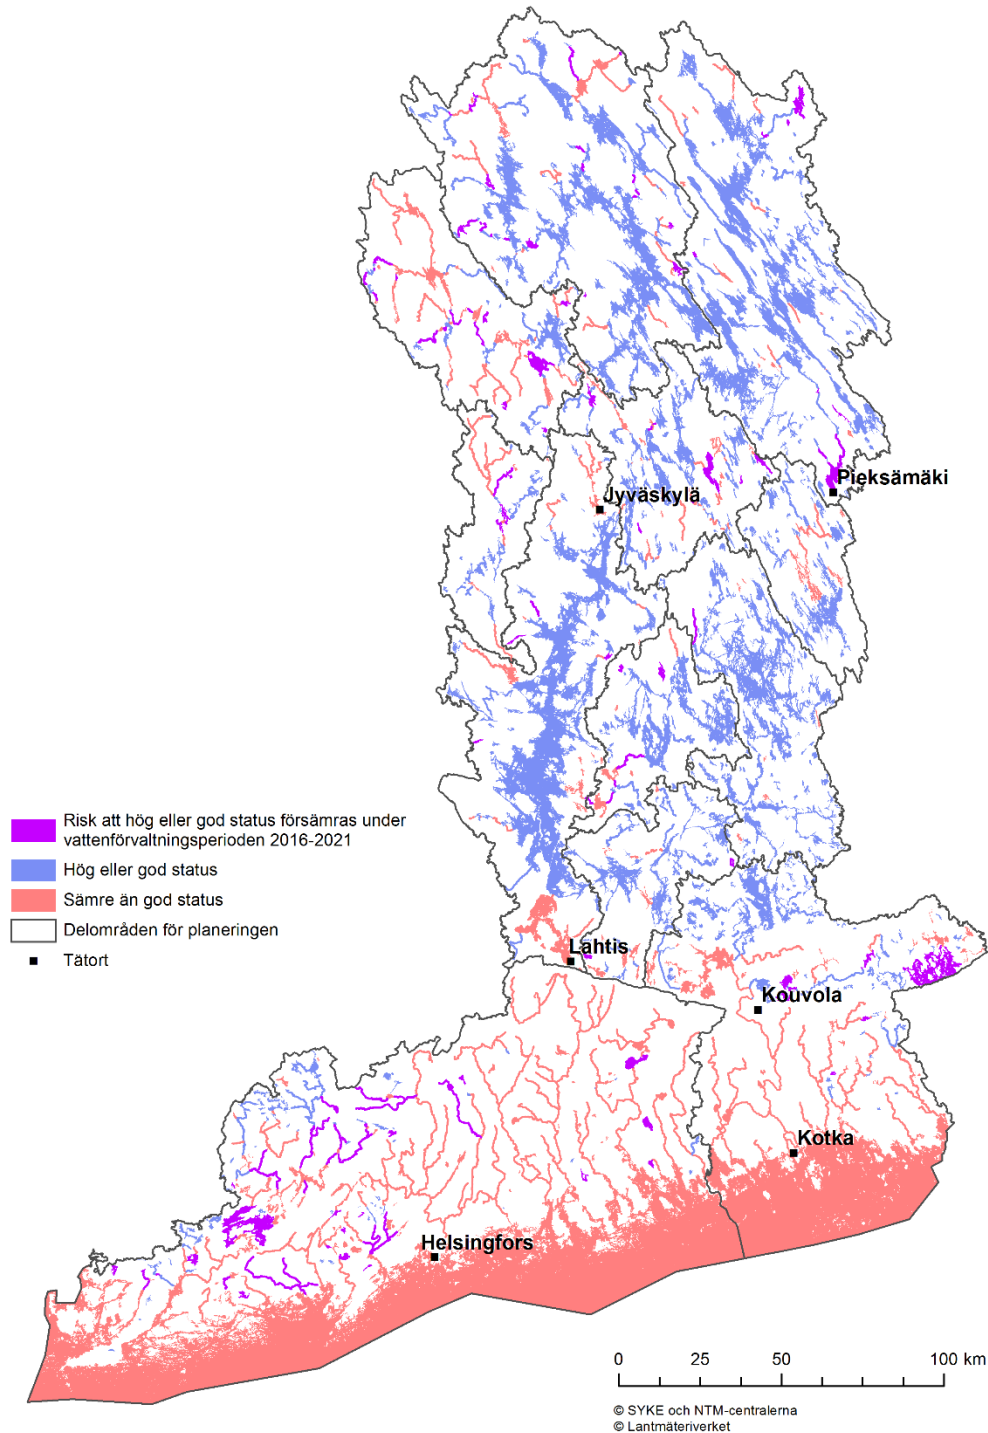 Pieksämäki
Jyväskylä
Risk att hög eller god status försämras under
vattenförvaltningsperioden 2016-2021
Hög eller god status
Sämre än god status
Delområden för planeringen
Tätort
Lahtis
Kouvola
Kotka
Helsingfors
0 25 50 100 km
© SYKE och NTM-centralerna
© Lantmäteriverket